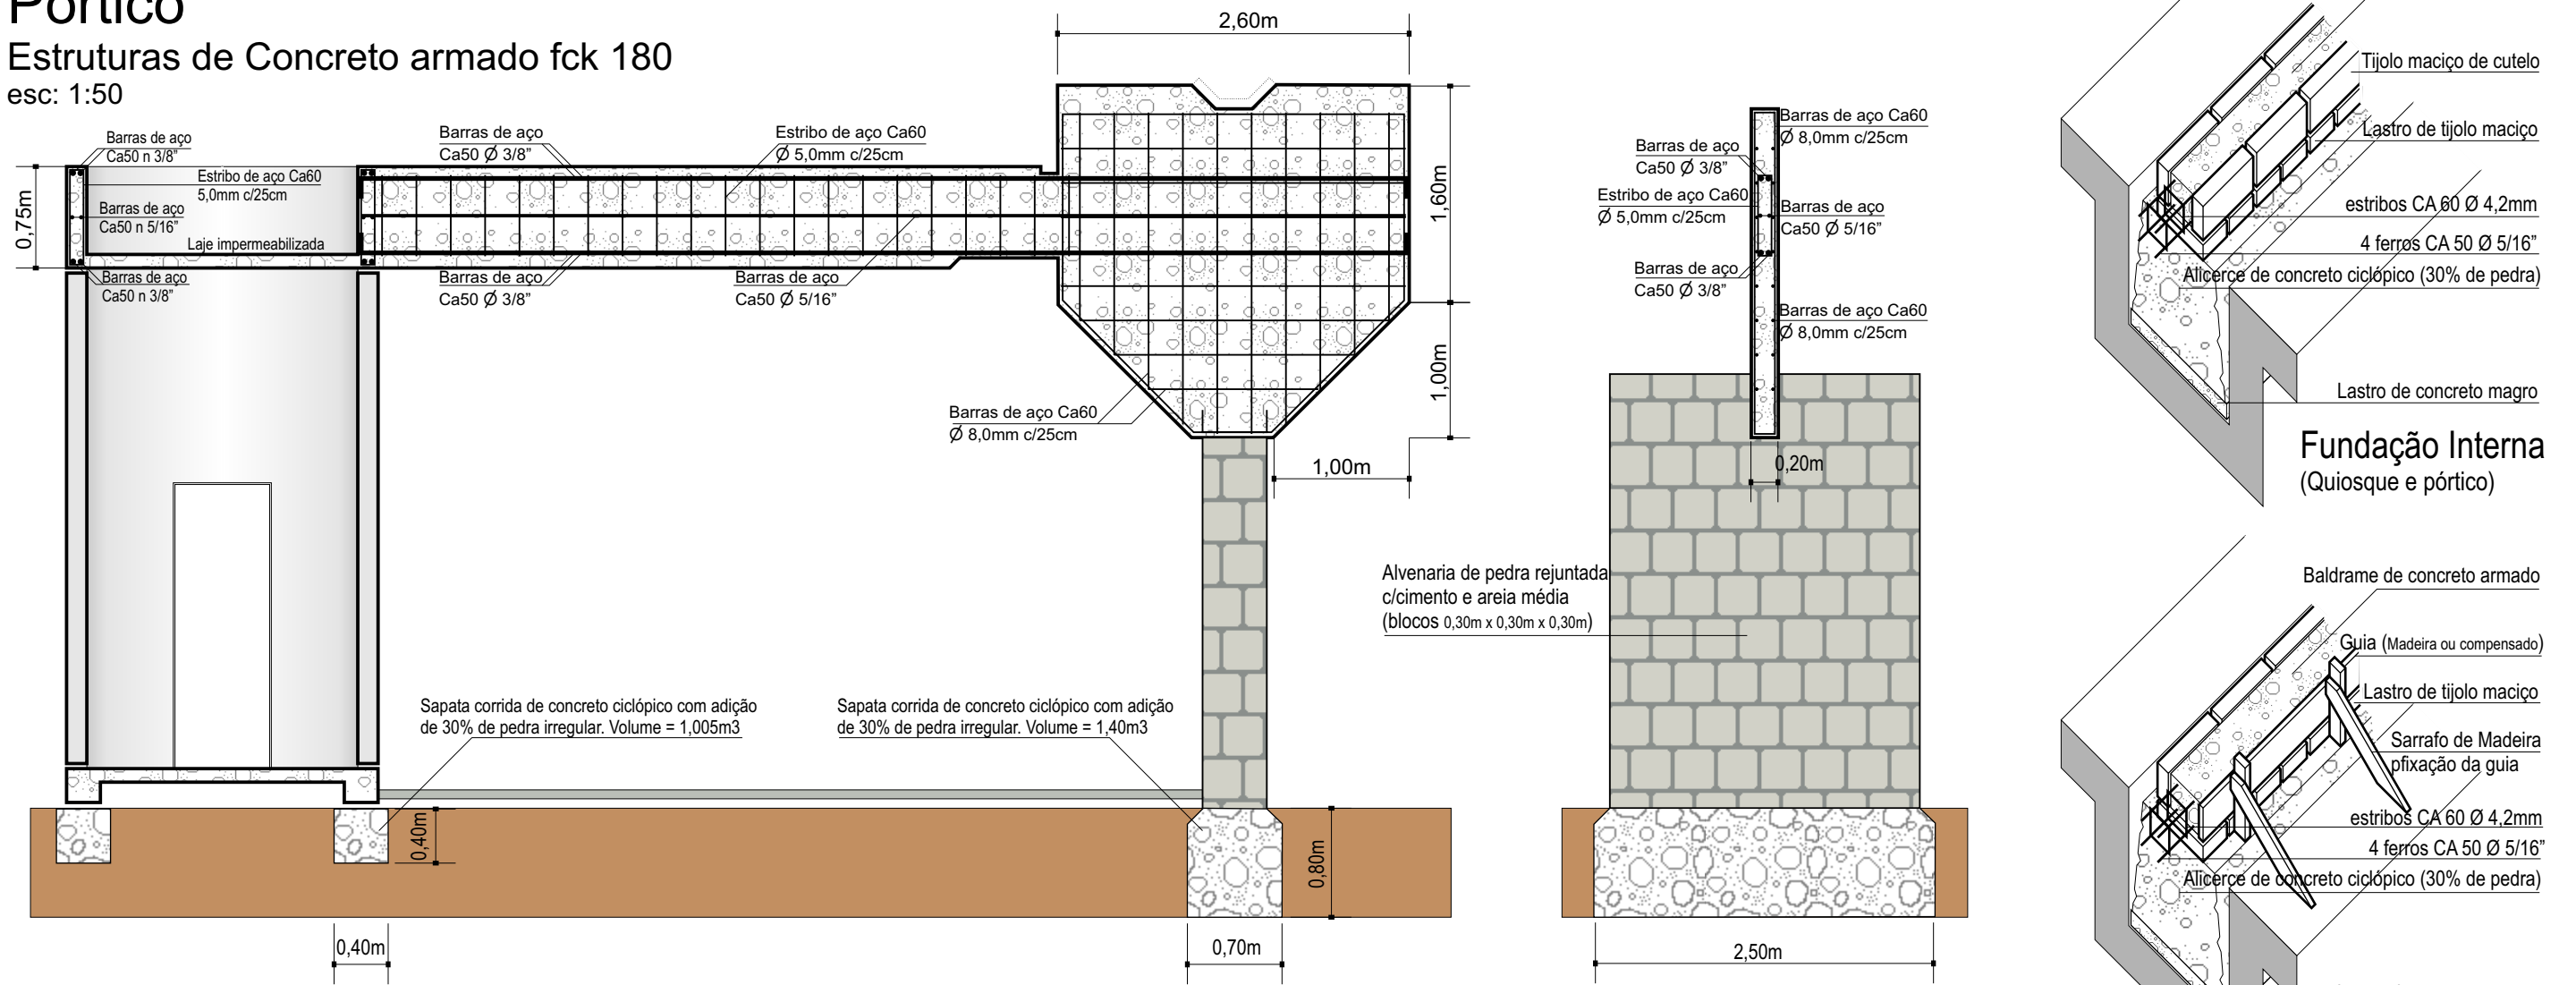 Pórtico
Estruturas de Concreto armado fck 180
esc: 1:50
Barras de aço
Ca50 n 3/8”
Estribo de aço Ca60
5,0mm c/25cm
Barras de aço
Ca50 n 5/16”
Laje impermeabilizada
Barras de aço
Ca50 n 3/8”
0,75m
Barras de aço
Ca50 Ø 3/8”
Estribo de aço Ca60
Ø 5,0mm c/25cm
Barras de aço
Ca50 Ø 3/8”
Barras de aço
Ca50 Ø 5/16”
2,60m
1,60m
1,00m
1,00m
Barras de aço Ca60
Ø 8,0mm c/25cm
Sapata corrida de concreto ciclópico com adição
de 30% de pedra irregular. Volume = 1,005m3
Sapata corrida de concreto ciclópico com adição
de 30% de pedra irregular. Volume = 1,40m3
0,40m
0,80m
0,40m
0,70m
Barras de aço Ca60
Ø 8,0mm c/25cm
Barras de aço
Ca50 Ø 3/8”
Estribo de aço Ca60
Ø 5,0mm c/25cm
Barras de aço
Ca50 Ø 5/16”
Barras de aço
Ca50 Ø 3/8”
Barras de aço Ca60
Ø 8,0mm c/25cm
0,20m
Alvenaria de pedra rejuntada
c/cimento e areia média
(blocos 0,30m x 0,30m x 0,30m)
2,50m
Tijolo maciço de cutelo
Lastro de tijolo maciço
estribos CA 60 Ø 4,2mm
4 ferros CA 50 Ø 5/16”
Alicerce de concreto ciclópico (30% de pedra)
Lastro de concreto magro
Fundação Interna
(Quiosque e pórtico)
Baldrame de concreto armado
Guia (Madeira ou compensado)
Lastro de tijolo maciço
Sarrafo de Madeira
pfixação da guia
estribos CA 60 Ø 4,2mm
4 ferros CA 50 Ø 5/16”
Alicerce de concreto ciclópico (30% de pedra)